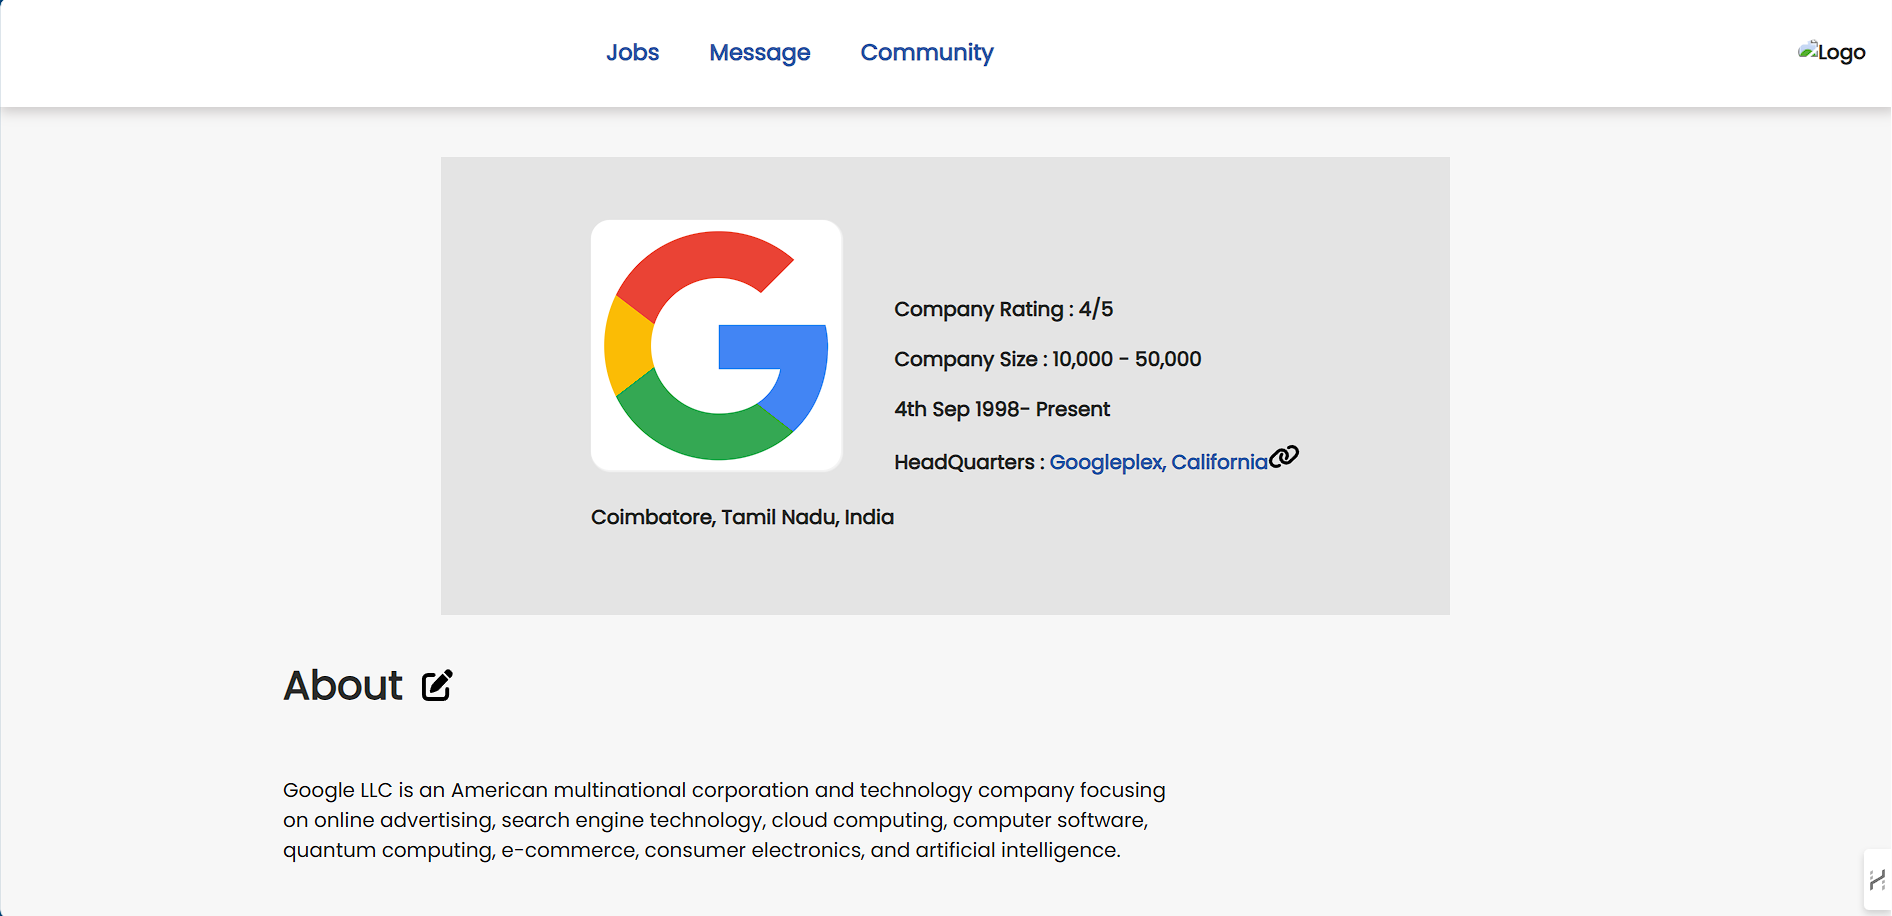 Jobs Message Community Logo
Company Rating : 4/5
Company Size : 10,000 - 50,000
4th Sep 1998- Present
HeadQuarters : Googleplex, California
Coimbatore, Tamil Nadu, India
About
Google LLC is an American multinational corporation and technology company focusing
on online advertising, search engine technology, cloud computing, computer software,
quantum computing, e-commerce, consumer electronics, and artificial intelligence.